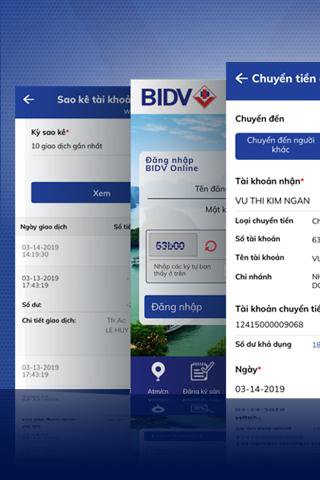 Sao kê tài khoả
Kỳ sao kê*
10 giao dịch gần nhất
Xem
Ngày giao dịch
Số tiề
03-14-2019
14:19:30
03-13-2019
17:43:19
Số dư:
Chi tiết giao dịch:
Tfr Ac:
LE HUY
03-13-2019
17:43:19
BIDV
Đăng nhập
BIDV Online
Tên đăn
Mật k
53b00
Nhập các ký tự bạn
thấy ở trên
Đăng nhập
Atm/cn
Đăng ký sản
Chuyển tiền
Chuyển đến
Chuyển đến người
khác
Tài khoản nhận*
VU THI KIM NGAN
Loại chuyển tiền
Số tài khoản
63
Tên tài khoản
VU
Chi nhánh
Tài khoản chuyển tiề
12415000009068
Số dư khả dụng
18
Ngày*
03-14-2019